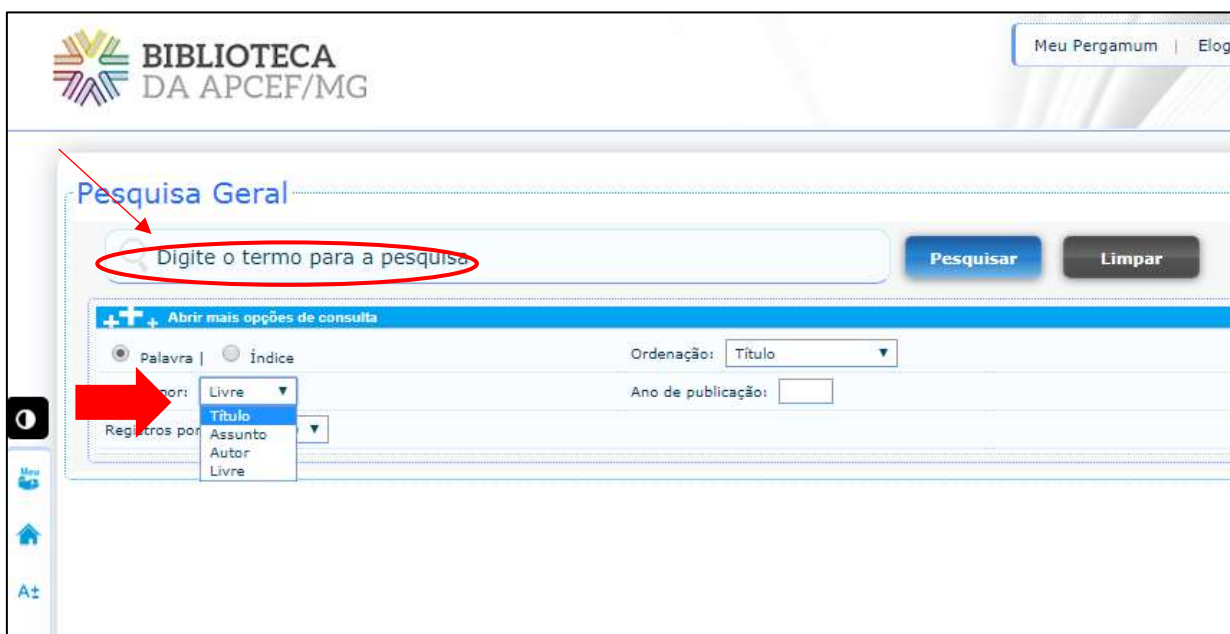 BIBLIOTECA
DA APCEF/MG
Meu Pergamum | Elog
Pesquisa Geral
Digite o termo para a pesquisa
Pesquisar
Limpar
Abrir mais opções de consulta
Palavra | Índice
Ordenação: Título
por: Livre
Ano de publicação:
Título
Registros por
Assunto
Autor
Livre
Meu
A±